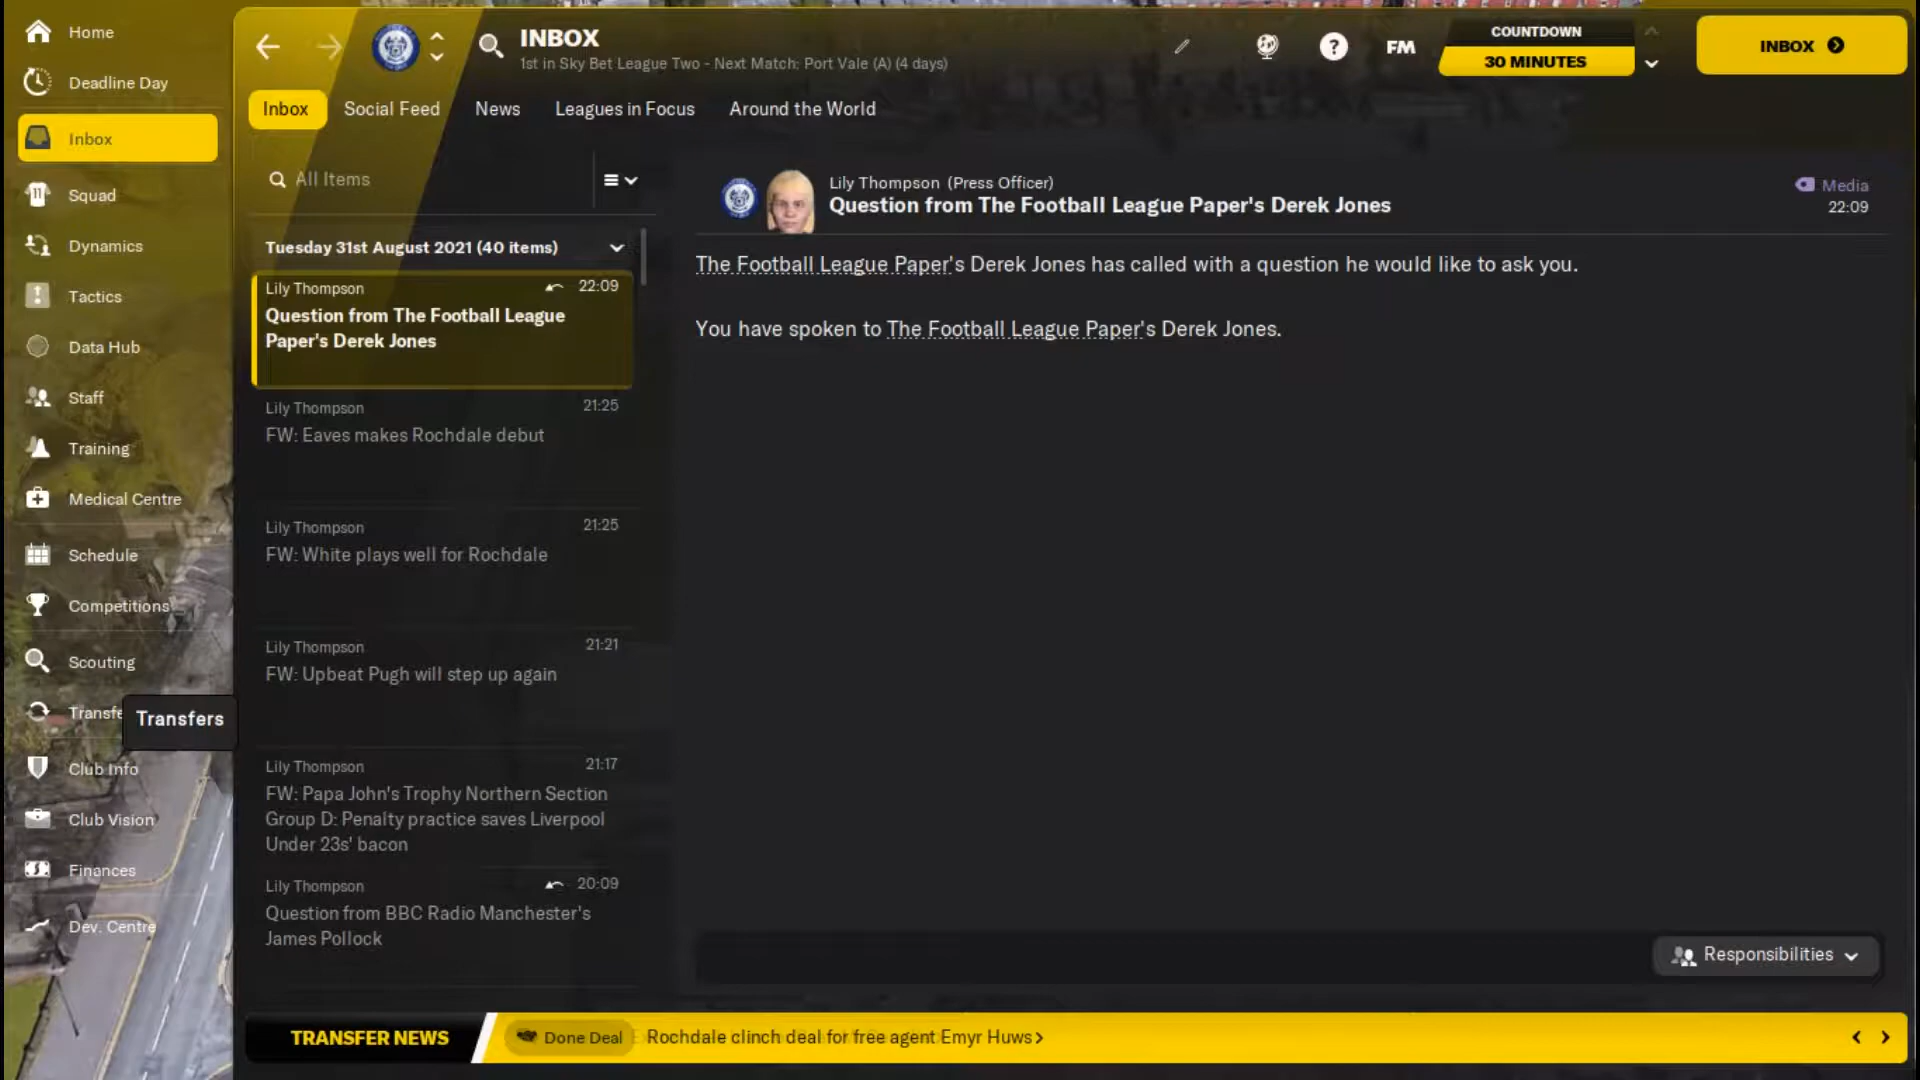 Home
Deadline Day
Inbox
Squad
Dynamics
Tactics
Data Hub
Staff
Training
Medical Centre
Schedule
Competitions
Scouting
Transfe
Transfers
Club Info
Club Vision
Finances
Dev. Centre
INBOX
1st in Sky Bet League Two - Next Match: Port Vale (A) (4 days)
?
FM
COUNTDOWN
30 MINUTES
INBOX
Inbox
Social Feed
News
Leagues in Focus
Around the World
All Items
Tuesday 31st August 2021 (40 items)
Lily Thompson
22:09
Question from The Football League
Paper's Derek Jones
Lily Thompson
21:25
FW: Eaves makes Rochdale debut
Lily Thompson
21:25
FW: White plays well for Rochdale
Lily Thompson
21:21
FW: Upbeat Pugh will step up again
Lily Thompson
21:17
FW: Papa John's Trophy Northern Section
Group D: Penalty practice saves Liverpool
Under 23s' bacon
Lily Thompson
20:09
Question from BBC Radio Manchester's
James Pollock
Lily Thompson (Press Officer)
Question from The Football League Paper's Derek Jones
Media
22:09
The Football League Paper's Derek Jones has called with a question he would like to ask you.
You have spoken to The Football League Paper's Derek Jones.
Responsibilities
TRANSFER NEWS
Done Deal
Rochdale clinch deal for free agent Emyr Huws>